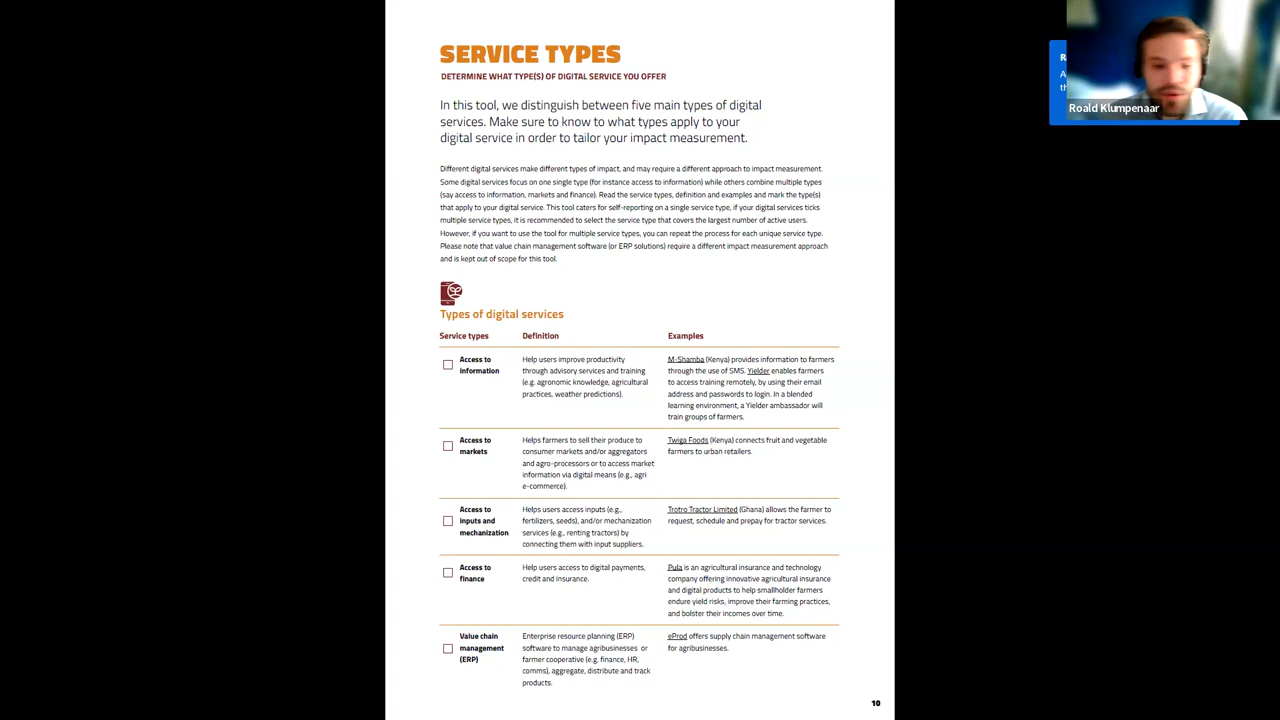 SERVICE TYPES
DETERMINE WHAT TYPE(S) OF DIGITAL SERVICE YOU OFFER
In this tool, we distinguish between five main types of digital
services. Make sure to know to what types apply to your
digital service in order to tailor your impact measurement.
Different digital services make different types of impact, and may require a different approach to impact measurement.
Some digital services focus on one single type (for instance access to information) while others combine multiple types
(say access to information, markets and finance). Read the service types, definition and examples and mark the type(s)
that apply to your digital service. This tool caters for self-reporting on a single service type, if your digital services ticks
multiple service types, it is recommended to select the service type that covers the largest number of active users.
However, if you want to use the tool for multiple service types, you can repeat the process for each unique service type.
Please note that value chain management software (or ERP solutions) require a different impact measurement approach
and is kept out of scope for this tool.
Types of digital services
Service types
Definition
Examples
Access to
information
Help users improve productivity
through advisory services and training
(e.g. agronomic knowledge, agricultural
practices, weather predictions).
M-Shamba (Kenya) provides information to farmers
through the use of SMS. Yielder enables farmers
to access training remotely, by using their email
address and passwords to login. In a blended
learning environment, a Yielder ambassador will
train groups of farmers.
Access to
markets
Helps farmers to sell their produce to
consumer markets and/or aggregators
and agro-processors or to access market
information via digital means (e.g., agri
e-commerce).
Twiga Foods (Kenya) connects fruit and vegetable
farmers to urban retailers.
Access to
inputs and
mechanization
Helps users access inputs (e.g.,
fertilizers, seeds), and/or mechanization
services (e.g., renting tractors) by
connecting them with input suppliers.
Trotro Tractor Limited (Ghana) allows the farmer to
request, schedule and prepay for tractor services.
Access to
finance
Help users access to digital payments,
credit and insurance.
Pula is an agricultural insurance and technology
company offering innovative agricultural insurance
and digital products to help smallholder farmers
endure yield risks, improve their farming practices,
and bolster their incomes over time.
Value chain
management
(ERP)
Enterprise resource planning (ERP)
software to manage agribusinesses or
farmer cooperative (e.g. finance, HR,
comms), aggregate, distribute and track
products.
eProd offers supply chain management software
for agribusinesses.
10
Roald Klumpenaar